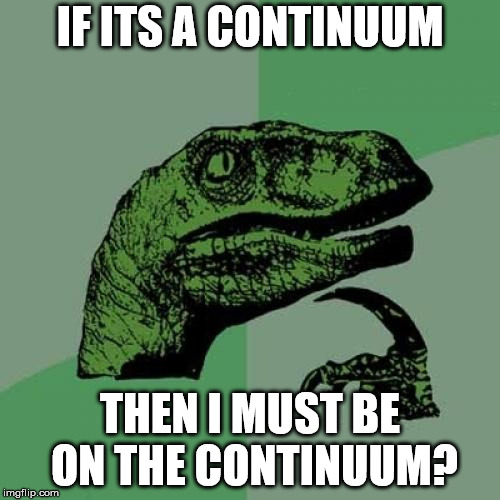 IF ITS A CONTINUUM
THEN I MUST BE
ON THE CONTINUUM?
imgflip.com